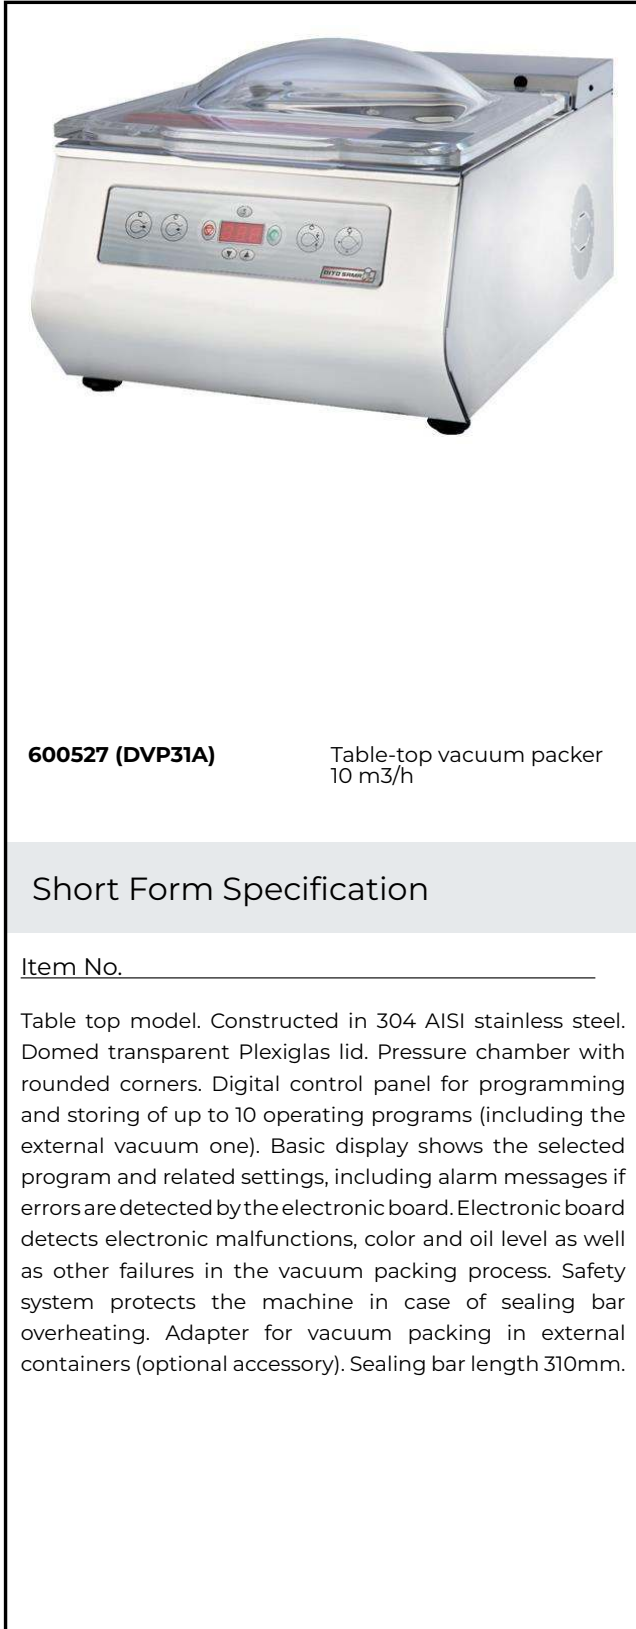 DITO SAMA
600527 (DVP31A)
Table-top vacuum packer
10 m3/h
Short Form Specification
Item No.
Table top model. Constructed in 304 AISI stainless steel.
Domed transparent Plexiglas lid. Pressure chamber with
rounded corners. Digital control panel for programming
and storing of up to 10 operating programs (including the
external vacuum one). Basic display shows the selected
program and related settings, including alarm messages if
errors are detected by the electronic board. Electronic board
detects electronic malfunctions, color and oil level as well
as other failures in the vacuum packing process. Safety
system protects the machine in case of sealing bar
overheating. Adapter for vacuum packing in external
containers (optional accessory). Sealing bar length 310mm.